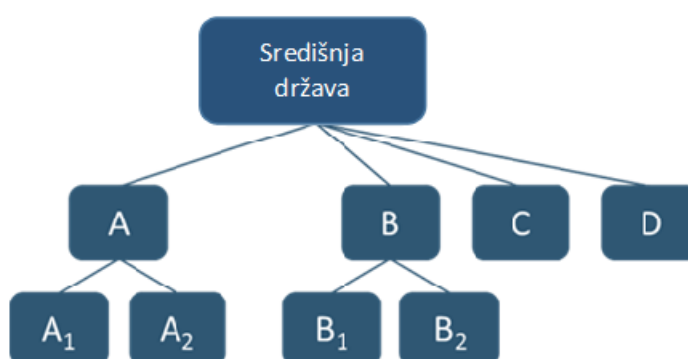 Središnja
država
A
B
C
D
A₁
A₂
B₁
B₂